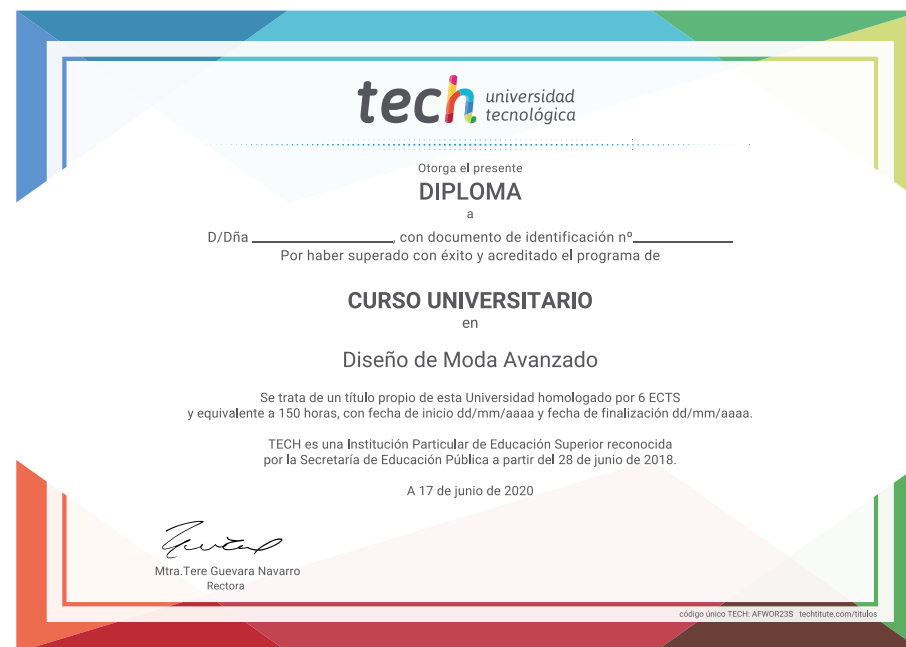 tech universidad
tecnológica
Otorga el presente
DIPLOMA
a
D/Dña ____________________, con documento de identificación nº______________
Por haber superado con éxito y acreditado el programa de
CURSO UNIVERSITARIO
en
Diseño de Moda Avanzado
Se trata de un título propio de esta Universidad homologado por 6 ECTS
y equivalente a 150 horas, con fecha de inicio dd/mm/aaaa y fecha de finalización dd/mm/aaaa.
TECH es una Institución Particular de Educación Superior reconocida
por la Secretaría de Educación Pública a partir del 28 de junio de 2018.
A 17 de junio de 2020
Mtra.Tere Guevara Navarro
Rectora
código único TECH: AFWOR23S techtitute.com/titulos